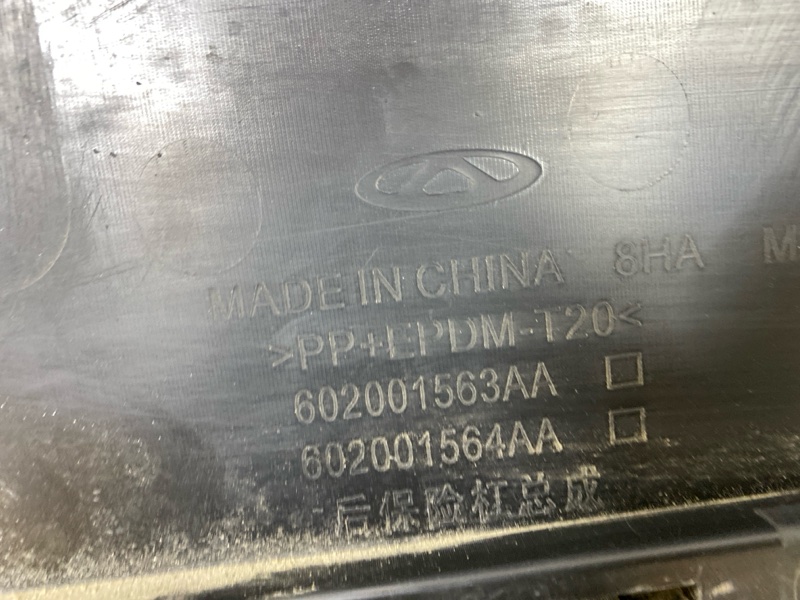 MADE IN CHINA 8HA M
>PP+EPDM-T20<
602001563AA
602001564AA
后保险杠总成